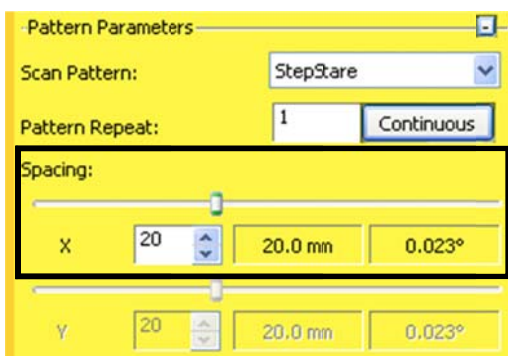 Pattern Parameters -
Scan Pattern: StepStare
Pattern Repeat: 1 Continuous
Spacing:
X 20 20.0 mm 0.023°
Y 20 20.0 mm 0.023°